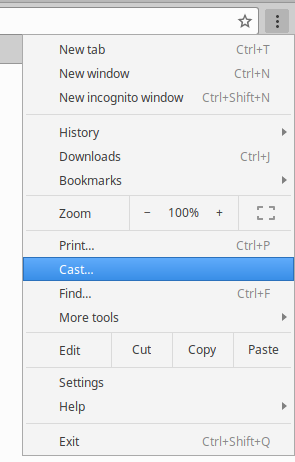 New tab Ctrl+T
New window Ctrl+N
New incognito window Ctrl+Shift+N
History
Downloads Ctrl+J
Bookmarks
Zoom − 100% +
Print... Ctrl+P
Cast...
Find... Ctrl+F
More tools
Edit Cut Copy Paste
Settings
Help
Exit Ctrl+Shift+Q